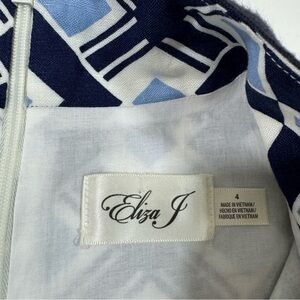 Eliza J
4
MADE IN VIETNAM/
HECHO EN VIETNAM/
FABRIQUÉ EN VIETNAM